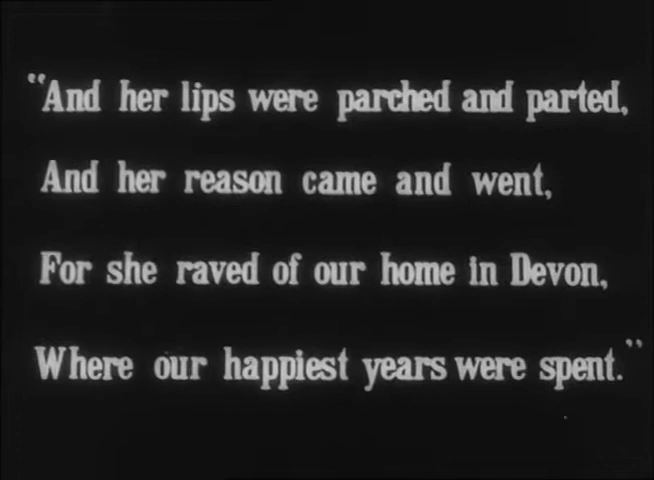 "And her lips were parched and parted,
And her reason came and went,
For she raved of our home in Devon,
Where our happiest years were spent."